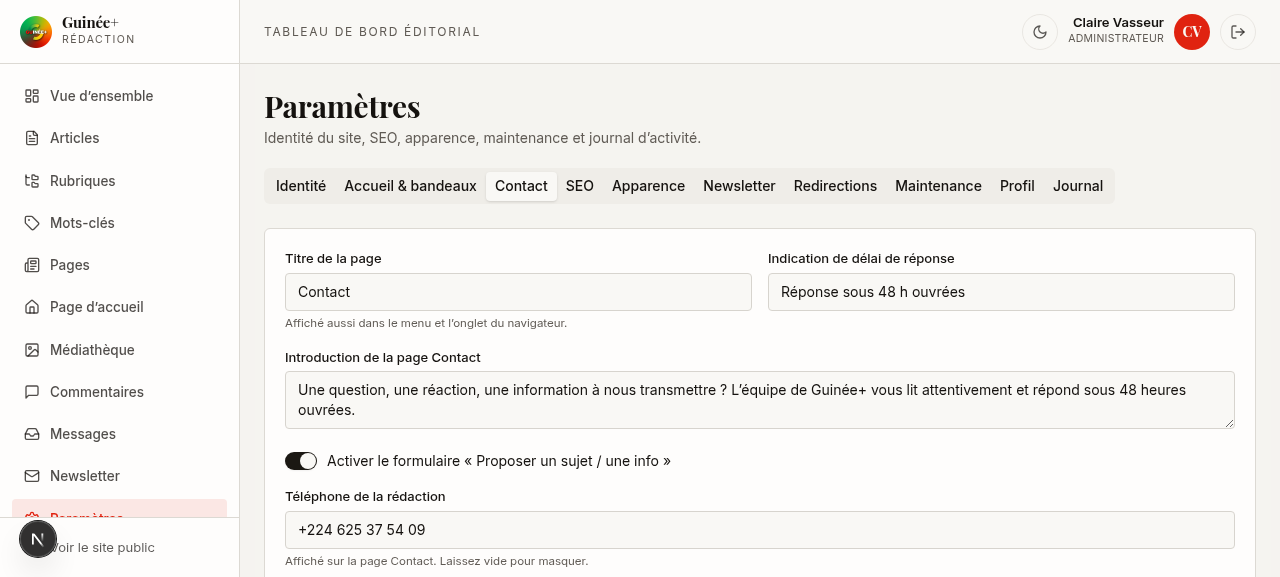 Guinée+
RÉDACTION
TABLEAU DE BORD ÉDITORIAL
Claire Vasseur
ADMINISTRATEUR
CV
Vue d’ensemble
Articles
Rubriques
Mots-clés
Pages
Page d’accueil
Médiathèque
Commentaires
Messages
Newsletter
Paramètres
Voir le site public
N
Paramètres
Identité du site, SEO, apparence, maintenance et journal d’activité.
Identité Accueil & bandeaux Contact SEO Apparence Newsletter Redirections Maintenance Profil Journal
Titre de la page
Contact
Affiché aussi dans le menu et l’onglet du navigateur.
Indication de délai de réponse
Réponse sous 48 h ouvrées
Introduction de la page Contact
Une question, une réaction, une information à nous transmettre ? L’équipe de Guinée+ vous lit attentivement et répond sous 48 heures
ouvrées.
Activer le formulaire « Proposer un sujet / une info »
Téléphone de la rédaction
+224 625 37 54 09
Affiché sur la page Contact. Laissez vide pour masquer.